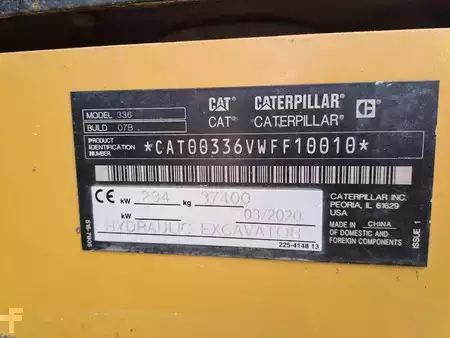 CAT CATERPILLAR C
CAT CATERPILLAR
MODEL 336
BUILD 07B
PRODUCT IDENTIFICATION NUMBER *CAT00336VWFF10010*
CE kW 234 kg 37400
kW 03/2020
HYDRAULIC EXCAVATOR
225-4148 13
CATERPILLAR INC.
PEORIA, IL 61629
USA
MADE IN CHINA
OF DOMESTIC AND
FOREIGN COMPONENTS
ISSUE 1
F